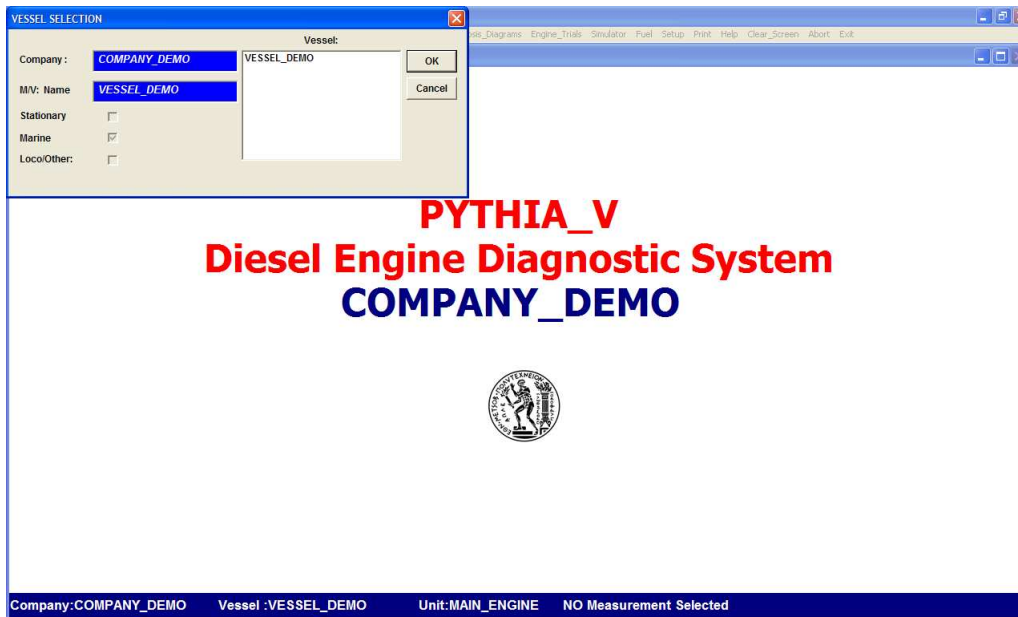 VESSEL SELECTION
Vessel:
Company :
COMPANY_DEMO
VESSEL_DEMO
OK
M/V: Name
VESSEL_DEMO
Cancel
Stationary
Marine
Loco/Other:
Engine_Trials Simulator Fuel Setup Print Help Clear_Screen Abort Exit
PYTHIA_V
Diesel Engine Diagnostic System
COMPANY_DEMO
Company:COMPANY_DEMO Vessel :VESSEL_DEMO Unit:MAIN_ENGINE NO Measurement Selected